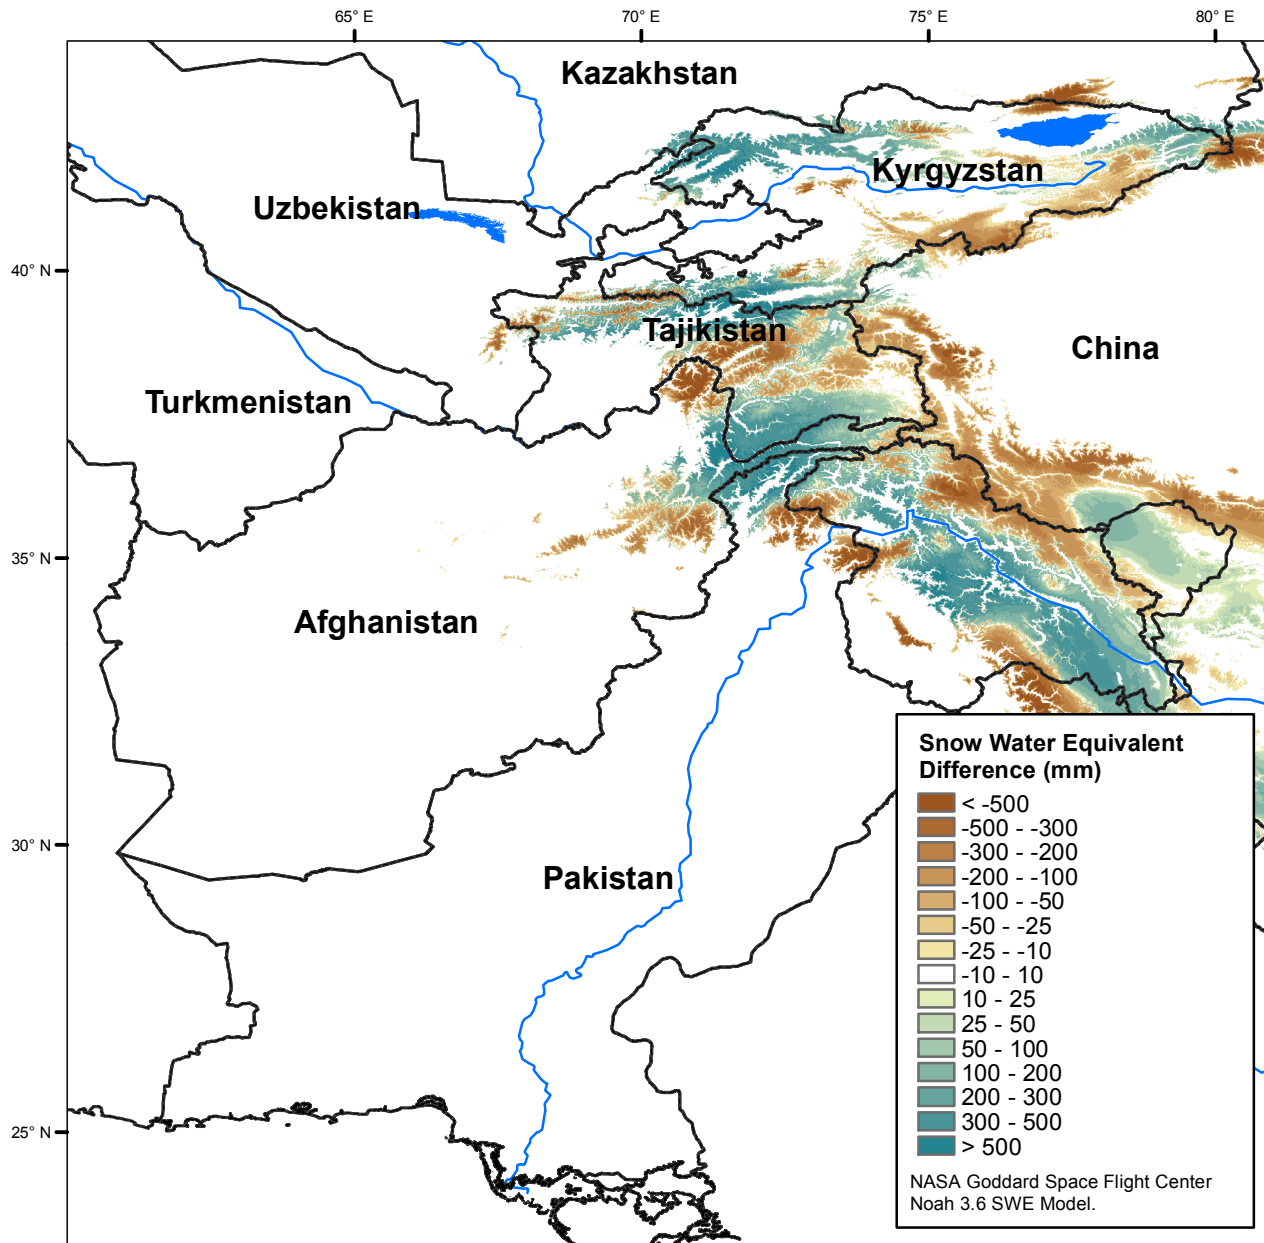 65° E
70° E
75° E
80° E
Kazakhstan
Kyrgyzstan
Uzbekistan
40° N
Tajikistan
China
Turkmenistan
35° N
Afghanistan
Snow Water Equivalent
Difference (mm)
< -500
-500 - -300
-300 - -200
-200 - -100
-100 - -50
-50 - -25
-25 - -10
-10 - 10
10 - 25
25 - 50
50 - 100
100 - 200
200 - 300
300 - 500
> 500
NASA Goddard Space Flight Center
Noah 3.6 SWE Model.
30° N
Pakistan
25° N